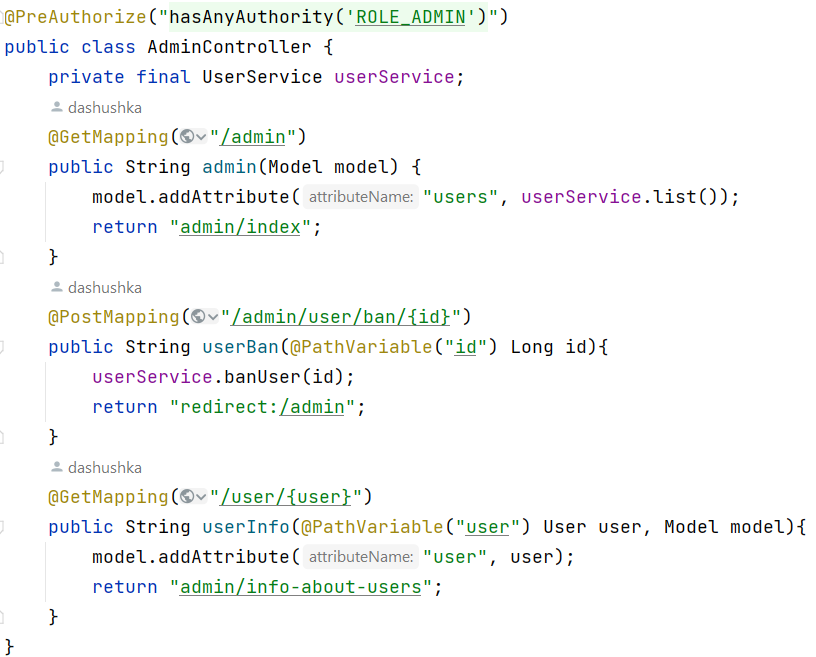 @PreAuthorize("hasAnyAuthority('ROLE_ADMIN')")
public class AdminController {
    private final UserService userService;
    dashushka
    @GetMapping("/admin")
    public String admin(Model model) {
        model.addAttribute( attributeName: "users", userService.list());
        return "admin/index";
    }
    dashushka
    @PostMapping("/admin/user/ban/{id}")
    public String userBan(@PathVariable("id") Long id){
        userService.banUser(id);
        return "redirect:/admin";
    }
    dashushka
    @GetMapping("/user/{user}")
    public String userInfo(@PathVariable("user") User user, Model model){
        model.addAttribute( attributeName: "user", user);
        return "admin/info-about-users";
    }
}